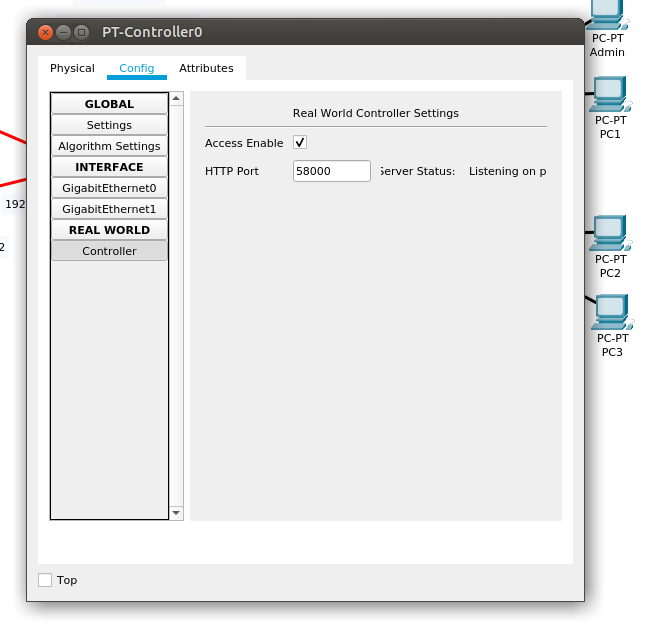 PT-Controller0
Physical
Config
Attributes
GLOBAL
Settings
Algorithm Settings
INTERFACE
GigabitEthernet0
GigabitEthernet1
REAL WORLD
Controller
Real World Controller Settings
Access Enable
HTTP Port
58000
Server Status:
Listening on p
Top
192
2
PC-PT
Admin
PC-PT
PC1
PC-PT
PC2
PC-PT
PC3